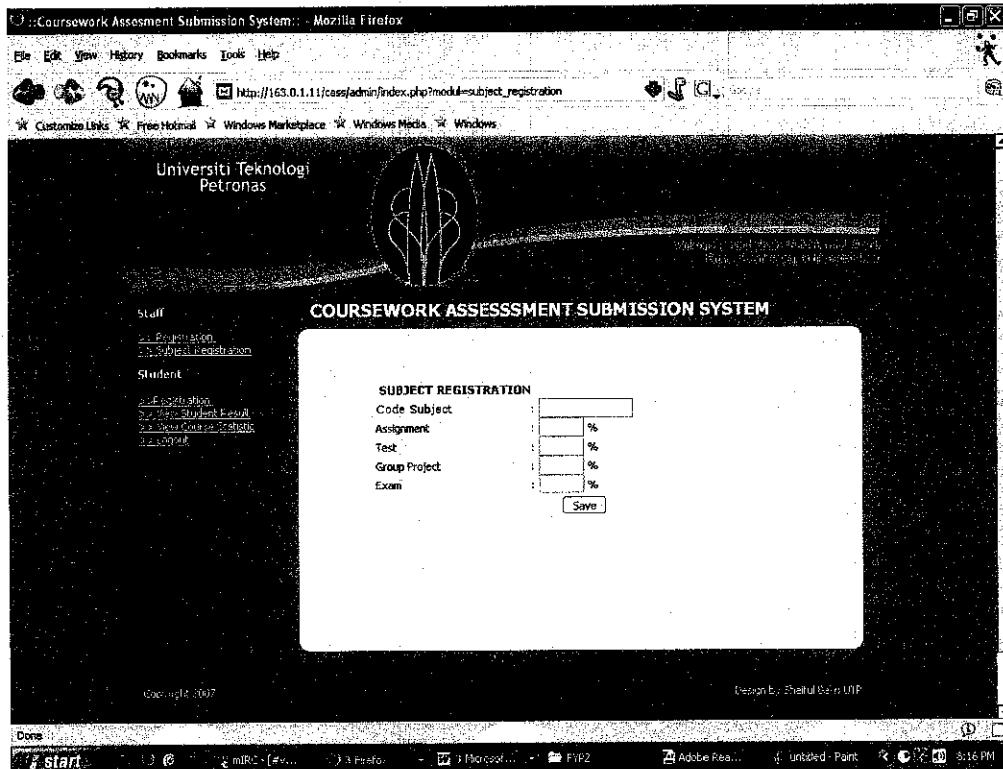 ::Coursework Assesment Submission System:: - Mozilla Firefox
File Edit View History Bookmarks Tools Help
http://163.0.1.11/cass/admin/index.php?modul=subject_registration
Customize Links Free Hotmail Windows Marketplace Windows Media Windows
Universiti Teknologi
Petronas
COURSEWORK ASSESSSMENT SUBMISSION SYSTEM
Staff
>> Registration
>> Subject Registration
Student
>>Registration
>> View Student Result
>> View Course Statistic
>> Logout
SUBJECT REGISTRATION
Code Subject :
Assignment : %
Test : %
Group Project : %
Exam : %
Save
Copyright 2007
Design by UTP
Done
start mIRC - [#v... 3 Firefox 3 Microsof... FYP2 Adobe Rea... untitled - Paint 8:16 PM